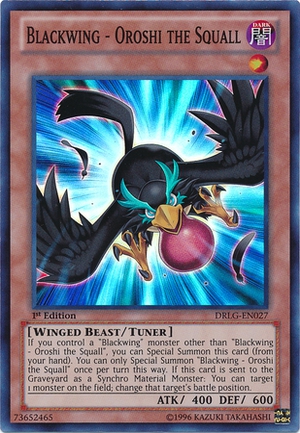 Blackwing - Oroshi the Squall
DARK
闇
1st Edition
DRLG-EN027
[Winged Beast/Tuner]
If you control a "Blackwing" monster other than "Blackwing
- Oroshi the Squall", you can Special Summon this card (from
your hand). You can only Special Summon "Blackwing - Oroshi
the Squall" once per turn this way. If this card is sent to the
Graveyard as a Synchro Material Monster: You can target
1 monster on the field; change that target's battle position.
ATK/ 400 DEF/ 600
73652465
©1996 KAZUKI TAKAHASHI